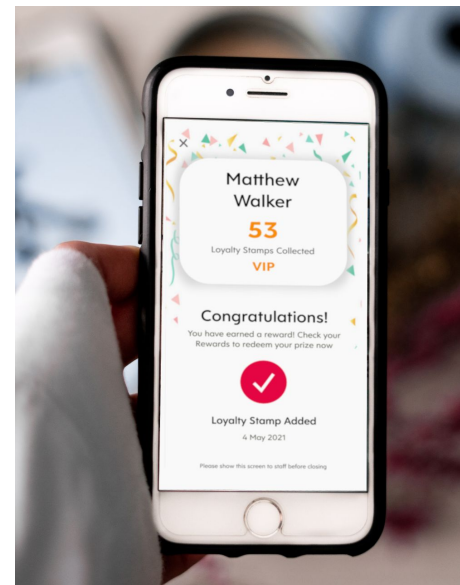 Matthew
Walker
53
Loyalty Stamps Collected
VIP
Congratulations!
You have earned a reward! Check your
Rewards to redeem your prize now
Loyalty Stamp Added
4 May 2021
Please show this screen to staff before closing